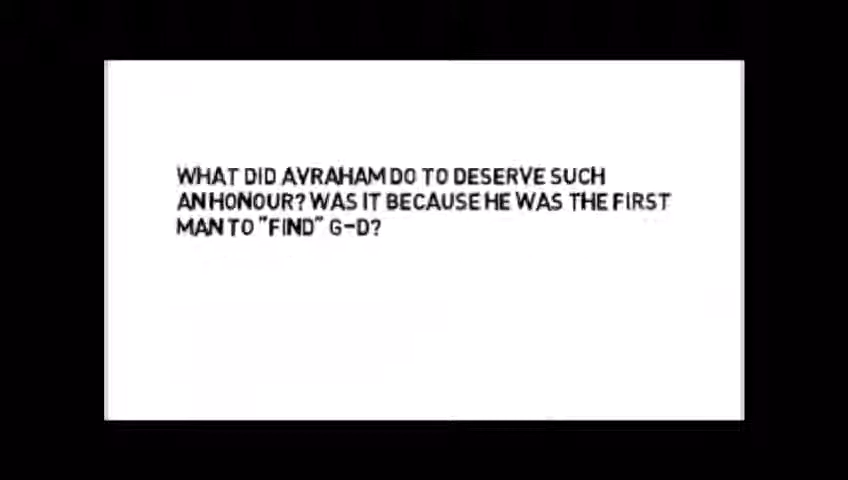 WHAT DID AVRAHAM DO TO DESERVE SUCH
AN HONOUR? WAS IT BECAUSE HE WAS THE FIRST
MAN TO "FIND" G-D?